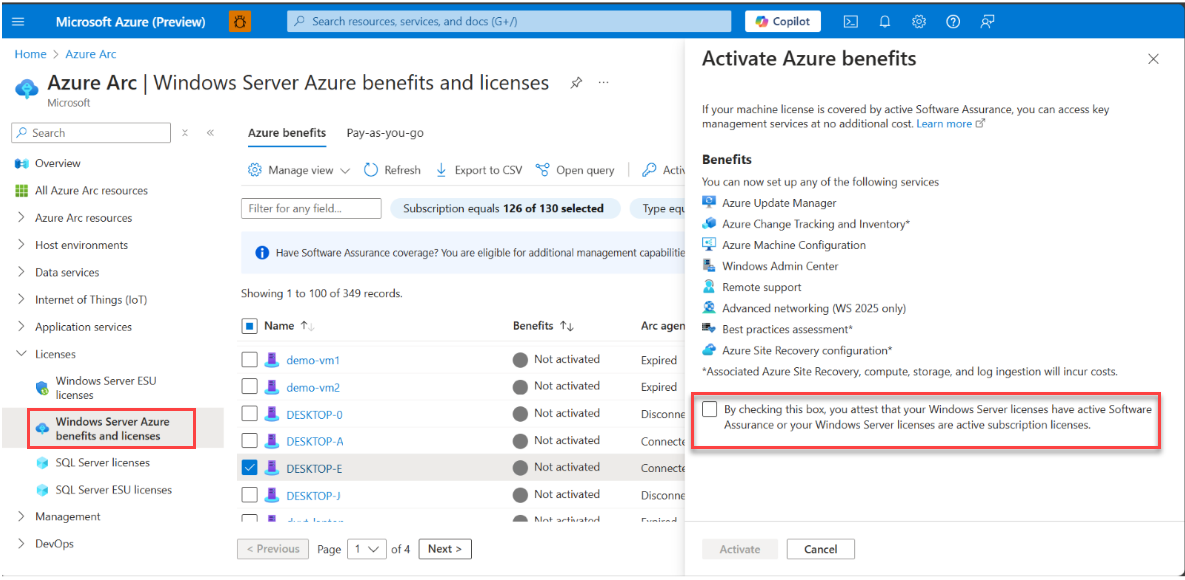 Microsoft Azure (Preview)
Search resources, services, and docs (G+/)
Copilot
Home > Azure Arc
Azure Arc | Windows Server Azure benefits and licenses
Microsoft
Search
Overview
All Azure Arc resources
Azure Arc resources
Host environments
Data services
Internet of Things (IoT)
Application services
Licenses
Windows Server ESU
licenses
Windows Server Azure
benefits and licenses
SQL Server licenses
SQL Server ESU licenses
Management
DevOps
Azure benefits Pay-as-you-go
Manage view Refresh Export to CSV Open query Activ
Filter for any field... Subscription equals 126 of 130 selected Type equ
Have Software Assurance coverage? You are eligible for additional management capabilitie
Showing 1 to 100 of 349 records.
Name Benefits Arc agen
demo-vm1 Not activated Expired
demo-vm2 Not activated Expired
DESKTOP-0 Not activated Disconne
DESKTOP-A Not activated Connecte
DESKTOP-E Not activated Connecte
DESKTOP-J Not activated Disconne
Not activated Expired
< Previous Page 1 of 4 Next >
Activate Azure benefits
If your machine license is covered by active Software Assurance, you can access key
management services at no additional cost. Learn more
Benefits
You can now set up any of the following services
Azure Update Manager
Azure Change Tracking and Inventory*
Azure Machine Configuration
Windows Admin Center
Remote support
Advanced networking (WS 2025 only)
Best practices assessment*
Azure Site Recovery configuration*
*Associated Azure Site Recovery, compute, storage, and log ingestion will incur costs.
By checking this box, you attest that your Windows Server licenses have active Software
Assurance or your Windows Server licenses are active subscription licenses.
Activate Cancel